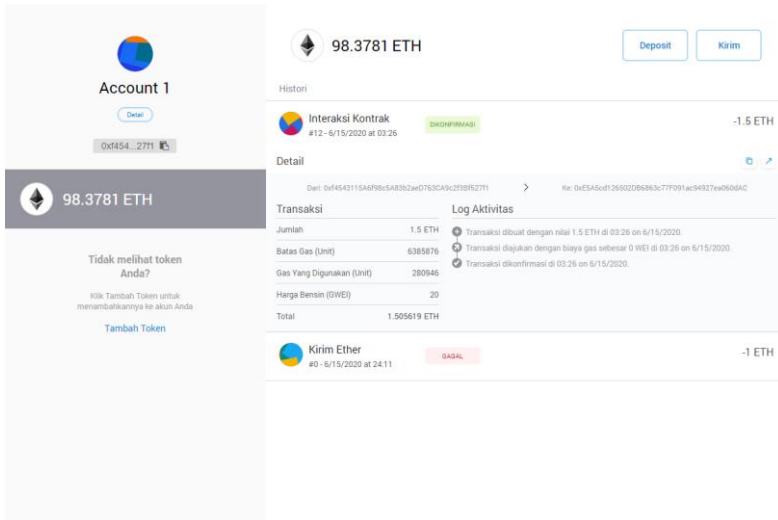 Account 1
Detail
0xf454...27f1
98.3781 ETH
Tidak melihat token
Anda?
Klik Tambah Token untuk
menambahkannya ke akun Anda
Tambah Token
98.3781 ETH
Deposit
Kirim
Histori
Interaksi Kontrak
#12 - 6/15/2020 at 03:26
DIKONFIRMASI
-1.5 ETH
Detail
Dari: 0xf4543115A6f98c5A83b2aeD763CA9c2f3Bf527f1
Ke: 0xE5A5cd126502DB6863c77F091ac94927ea060dAC
Transaksi
Jumlah 1.5 ETH
Batas Gas (Unit) 6385876
Gas Yang Digunakan (Unit) 280946
Harga Bensin (GWEI) 20
Total 1.505619 ETH
Log Aktivitas
Transaksi dibuat dengan nilai 1.5 ETH di 03:26 on 6/15/2020.
Transaksi diajukan dengan biaya gas sebesar 0 WEI di 03:26 on 6/15/2020.
Transaksi dikonfirmasi di 03:26 on 6/15/2020.
Kirim Ether
#0 - 6/15/2020 at 24:11
GAGAL
-1 ETH